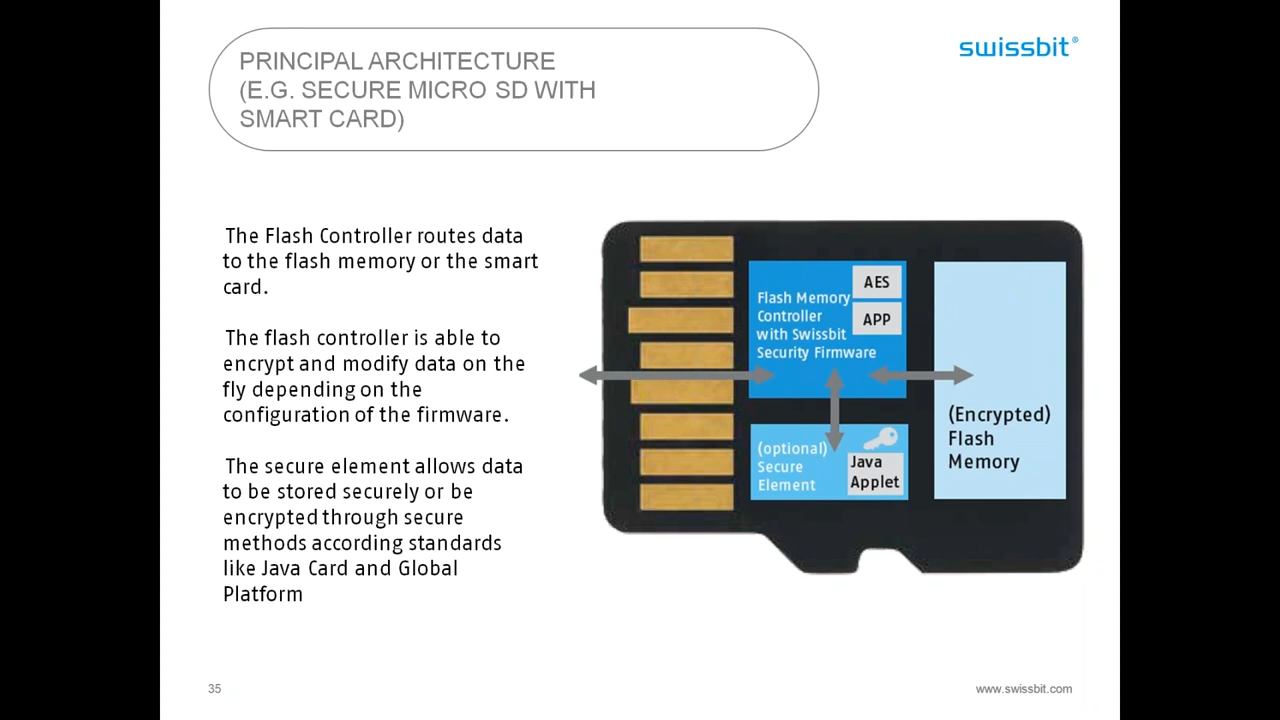 PRINCIPAL ARCHITECTURE
(E.G. SECURE MICRO SD WITH
SMART CARD)
swissbit®
The Flash Controller routes data
to the flash memory or the smart
card.
The flash controller is able to
encrypt and modify data on the
fly depending on the
configuration of the firmware.
The secure element allows data
to be stored securely or be
encrypted through secure
methods according standards
like Java Card and Global
Platform
AES
APP
Flash Memory
Controller
with Swissbit
Security Firmware
(optional)
Secure
Element
Java
Applet
(Encrypted)
Flash
Memory
35
www.swissbit.com